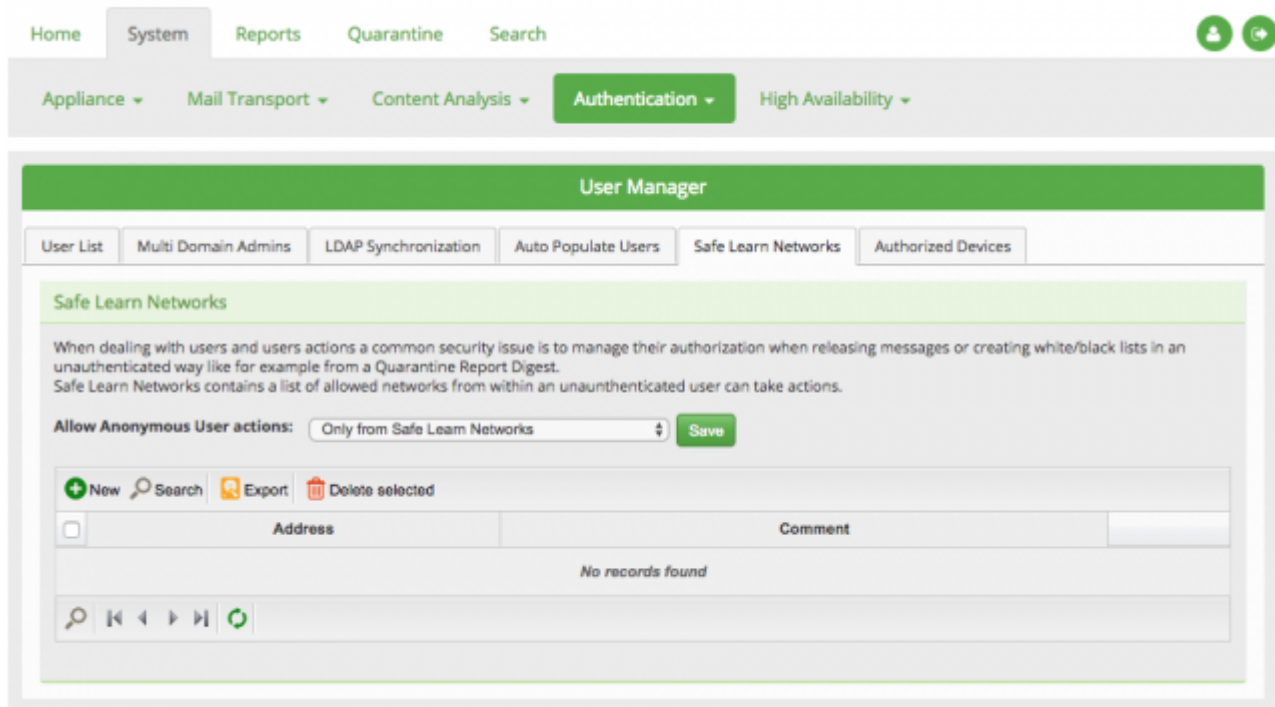 Home System Reports Quarantine Search
Appliance Mail Transport Content Analysis Authentication High Availability
User Manager
User List Multi Domain Admins LDAP Synchronization Auto Populate Users Safe Learn Networks Authorized Devices
Safe Learn Networks
When dealing with users and users actions a common security issue is to manage their authorization when releasing messages or creating white/black lists in an
unauthenticated way like for example from a Quarantine Report Digest.
Safe Learn Networks contains a list of allowed networks from within an unaunthenticated user can take actions.
Allow Anonymous User actions: Only from Safe Learn Networks Save
New Search Export Delete selected
Address Comment
No records found